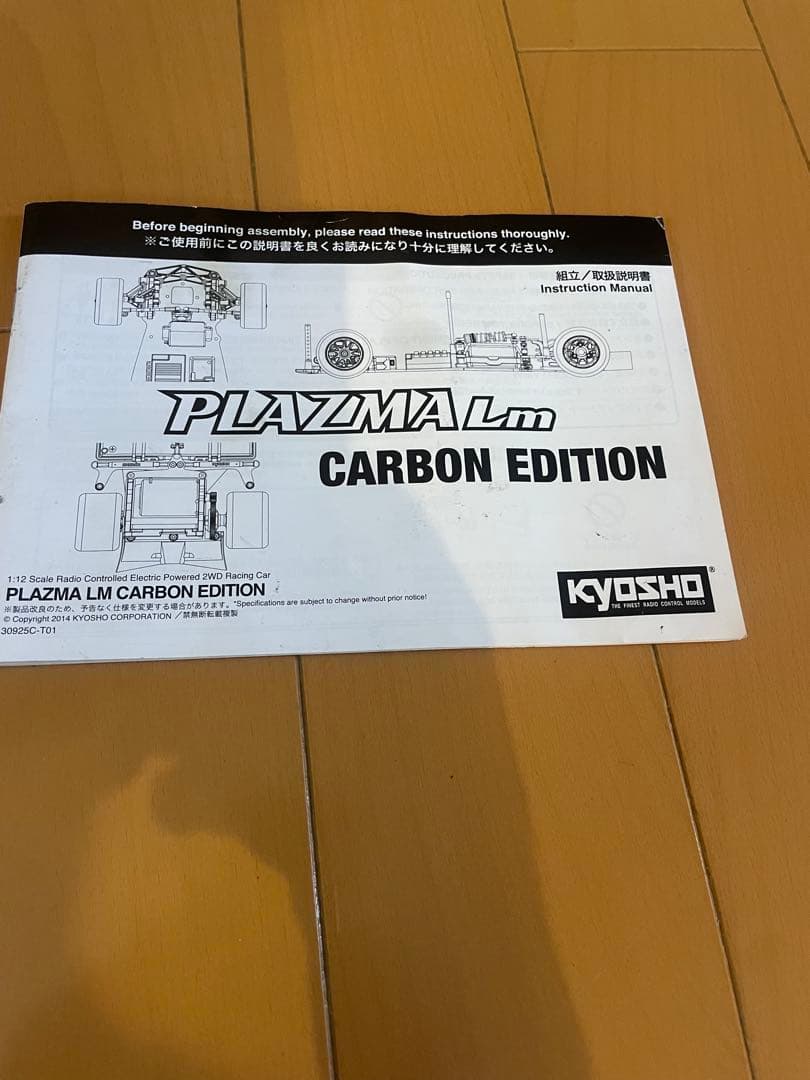 Before beginning assembly, please read these instructions thoroughly.
※ご使用前にこの説明書を良くお読みになり十分に理解してください。
組立／取扱説明書
Instruction Manual
PLAZMA Lm
CARBON EDITION
1:12 Scale Radio Controlled Electric Powered 2WD Racing Car
PLAZMA LM CARBON EDITION
※製品改良のため、予告なく仕様を変更する場合があります。*Specifications are subject to change without prior notice!
© Copyright 2014 KYOSHO CORPORATION ／禁無断転載複製
30925C-T01
KYOSHO®
THE FINEST RADIO CONTROL MODELS